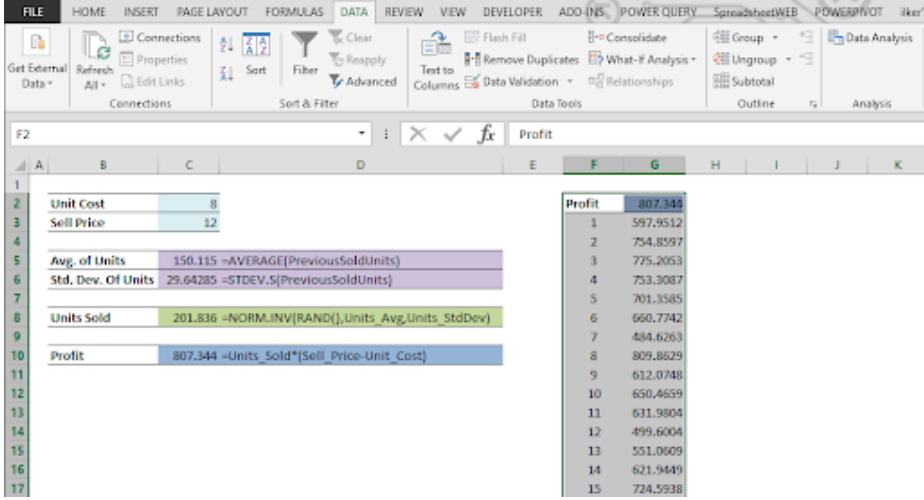 FILE HOME INSERT PAGE LAYOUT FORMULAS DATA REVIEW VIEW DEVELOPER ADD-INS POWER QUERY SpreadsheetWEB POWERPIVOT ilker
Get External Data
Refresh All
Connections
Properties
Edit Links
Connections
Sort
Filter
Clear
Reapply
Advanced
Sort & Filter
Text to Columns
Flash Fill
Remove Duplicates
Data Validation
Consolidate
What-If Analysis
Relationships
Data Tools
Group
Ungroup
Subtotal
Outline
Data Analysis
Analysis
F2 fx Profit
A B C D E F G H I J K
1
2 Unit Cost 8 Profit 807.344
3 Sell Price 12 1 597.9512
4 2 754.8597
5 Avg. of Units 150.115 =AVERAGE(PreviousSoldUnits) 3 775.2053
6 Std. Dev. Of Units 29.64285 =STDEV.S(PreviousSoldUnits) 4 753.3087
7 5 701.3585
8 Units Sold 201.836 =NORM.INV(RAND(),Units_Avg,Units_StdDev) 6 660.7742
9 7 484.6263
10 Profit 807.344 =Units_Sold*(Sell_Price-Unit_Cost) 8 809.8629
11 9 612.0748
12 10 650.4659
13 11 631.9804
14 12 499.6004
15 13 551.0609
16 14 621.9449
17 15 724.5938